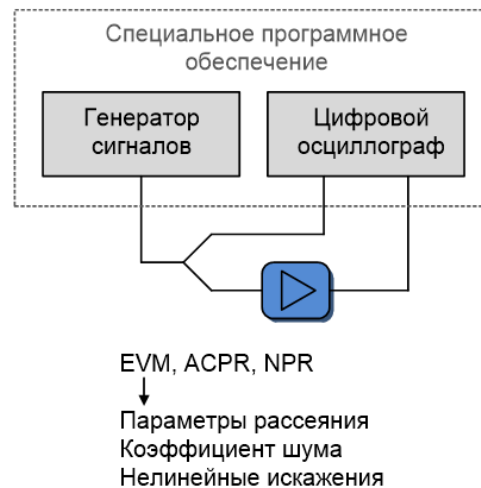 Специальное программное
обеспечение
Генератор
сигналов
Цифровой
осциллограф
EVM, ACPR, NPR
Параметры рассеяния
Коэффициент шума
Нелинейные искажения